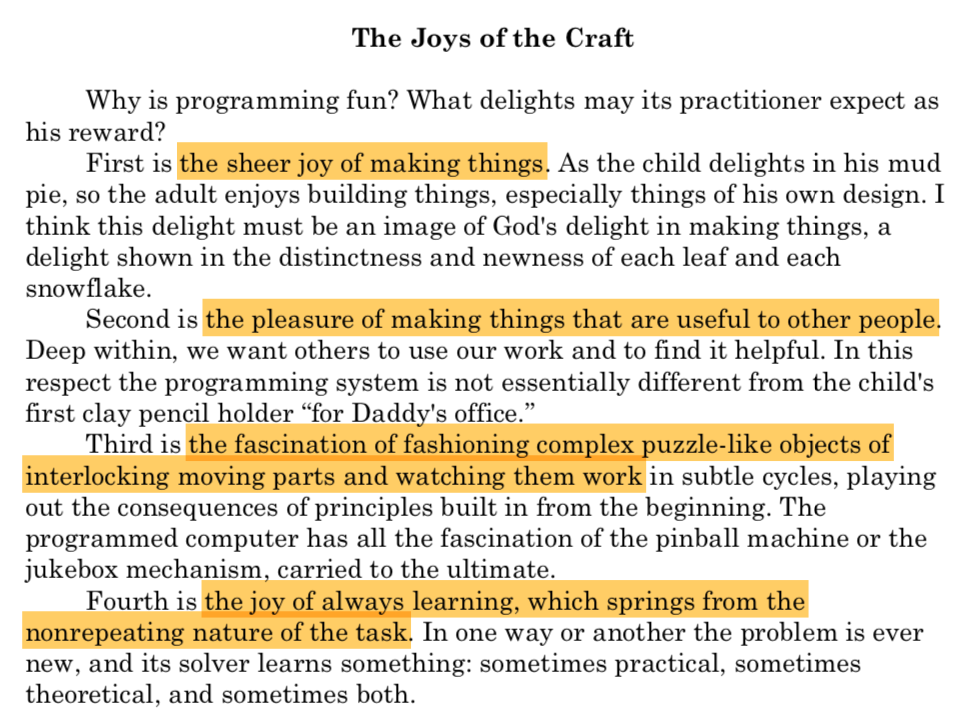 The Joys of the Craft
Why is programming fun? What delights may its practitioner expect as
his reward?
First is the sheer joy of making things. As the child delights in his mud
pie, so the adult enjoys building things, especially things of his own design. I
think this delight must be an image of God's delight in making things, a
delight shown in the distinctness and newness of each leaf and each
snowflake.
Second is the pleasure of making things that are useful to other people.
Deep within, we want others to use our work and to find it helpful. In this
respect the programming system is not essentially different from the child's
first clay pencil holder “for Daddy's office.”
Third is the fascination of fashioning complex puzzle-like objects of
interlocking moving parts and watching them work in subtle cycles, playing
out the consequences of principles built in from the beginning. The
programmed computer has all the fascination of the pinball machine or the
jukebox mechanism, carried to the ultimate.
Fourth is the joy of always learning, which springs from the
nonrepeating nature of the task. In one way or another the problem is ever
new, and its solver learns something: sometimes practical, sometimes
theoretical, and sometimes both.